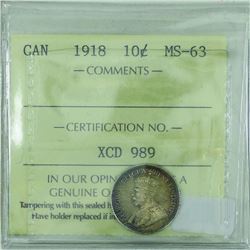 CAN 1918 10¢ MS-63
—COMMENTS—
— CERTIFICATION NO. —
XCD 989
IN OUR OPIN A
GENUINE O
Tampering with this sealed h
Have holder replaced if in